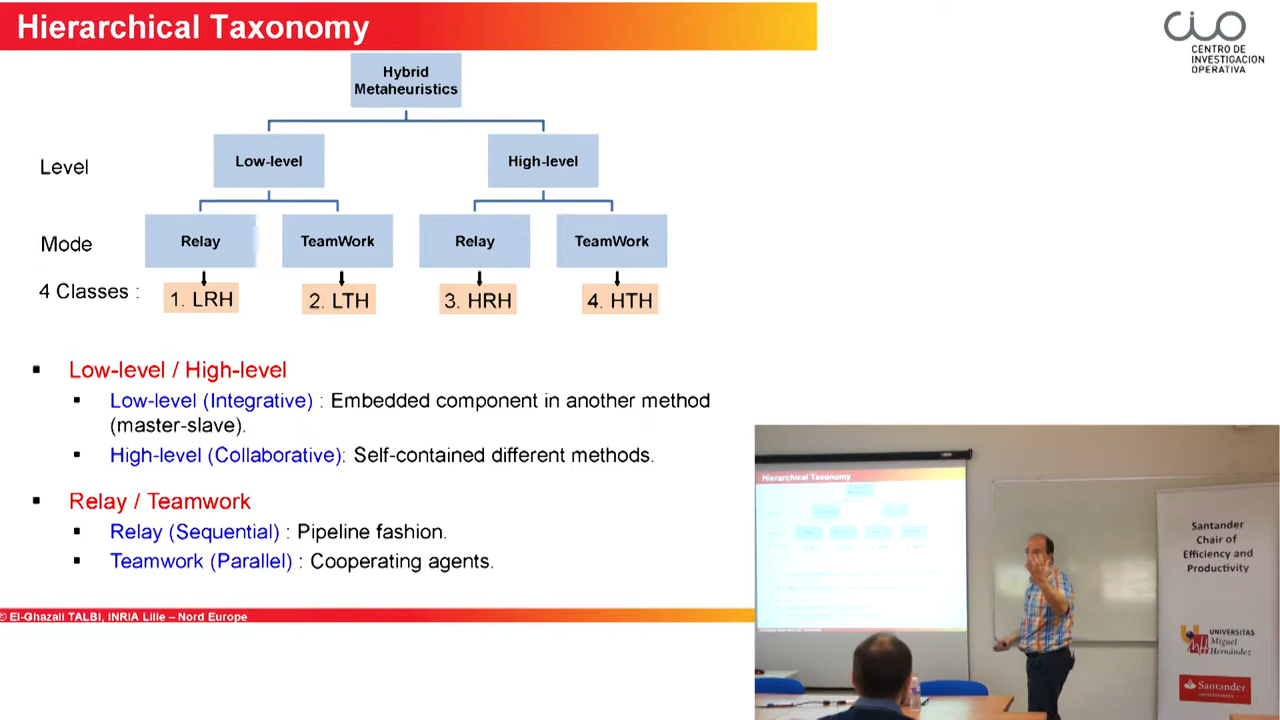 Hierarchical Taxonomy
CIO
CENTRO DE
INVESTIGACION
OPERATIVA
Hybrid
Metaheuristics
Level
Low-level
High-level
Mode
Relay
TeamWork
Relay
TeamWork
4 Classes :
1. LRH
2. LTH
3. HRH
4. HTH
Low-level / High-level
Low-level (Integrative) : Embedded component in another method
(master-slave).
High-level (Collaborative): Self-contained different methods.
Relay / Teamwork
Relay (Sequential) : Pipeline fashion.
Teamwork (Parallel) : Cooperating agents.
© El-Ghazali TALBI, INRIA Lille – Nord Europe
Hierarchical Taxonomy
Santander
Chair of
Efficiency and
Productivity
UNIVERSITAS
Miguel
Hernández
Santander